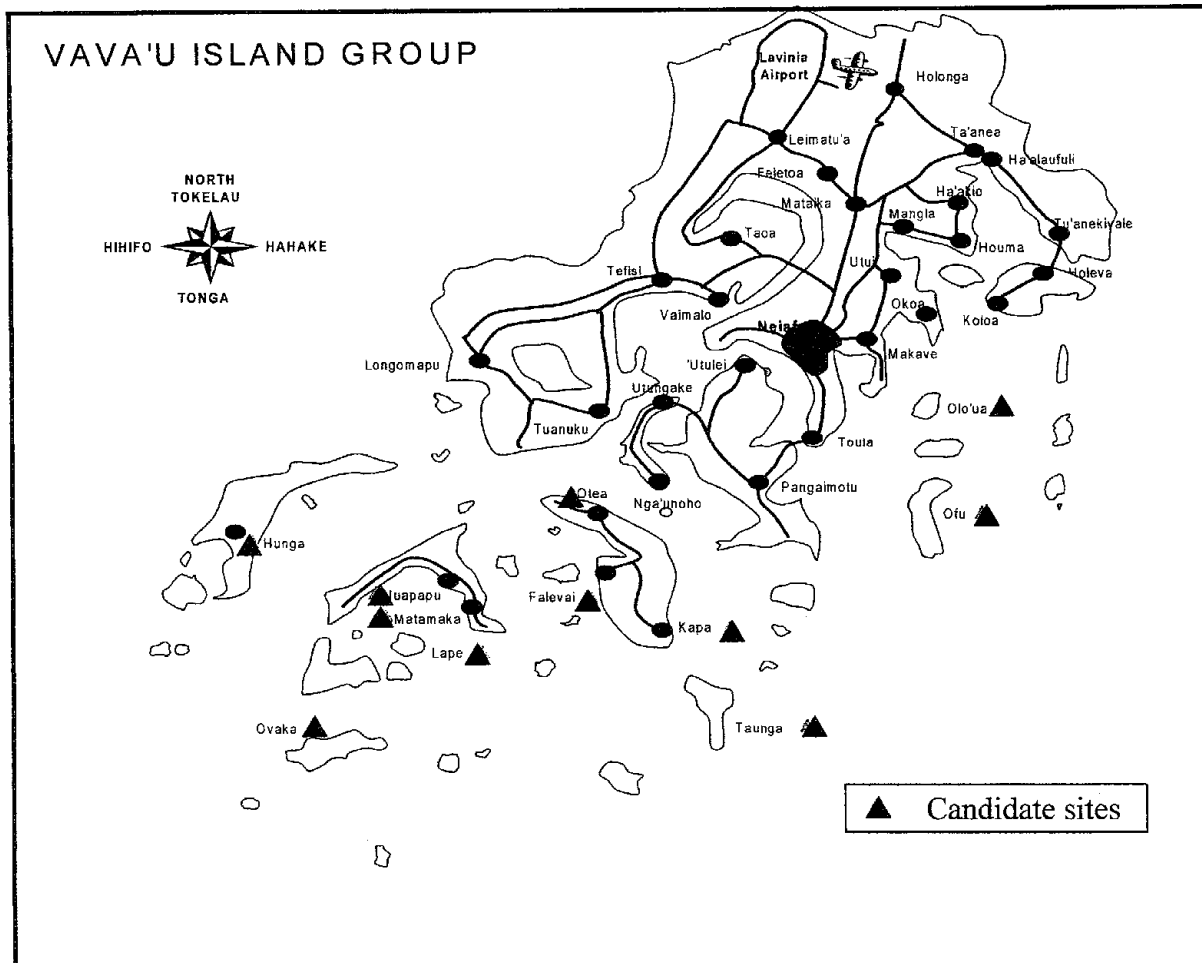 VAVA'U ISLAND GROUP
Lavinia
Airport
Holonga
Leimatu'a
Ta'anea
Ha'alaufuli
Feletoa
Mataika
Ha'akio
Mangia
Tu'anekivale
Houma
Taoa
Utui
Holeva
Tefisi
Vaimalo
Okoa
Koloa
NORTH
TOKELAU
HIHIFO
HAHAKE
TONGA
Makave
Longomapu
'Utulei
Utungake
Olo'ua
Tuanuku
Toula
Otea
Nga'unoho
Pangaimotu
Ofu
Hunga
Falevai
Matamaka
Kapa
Lape
Ovaka
Taunga
Candidate sites